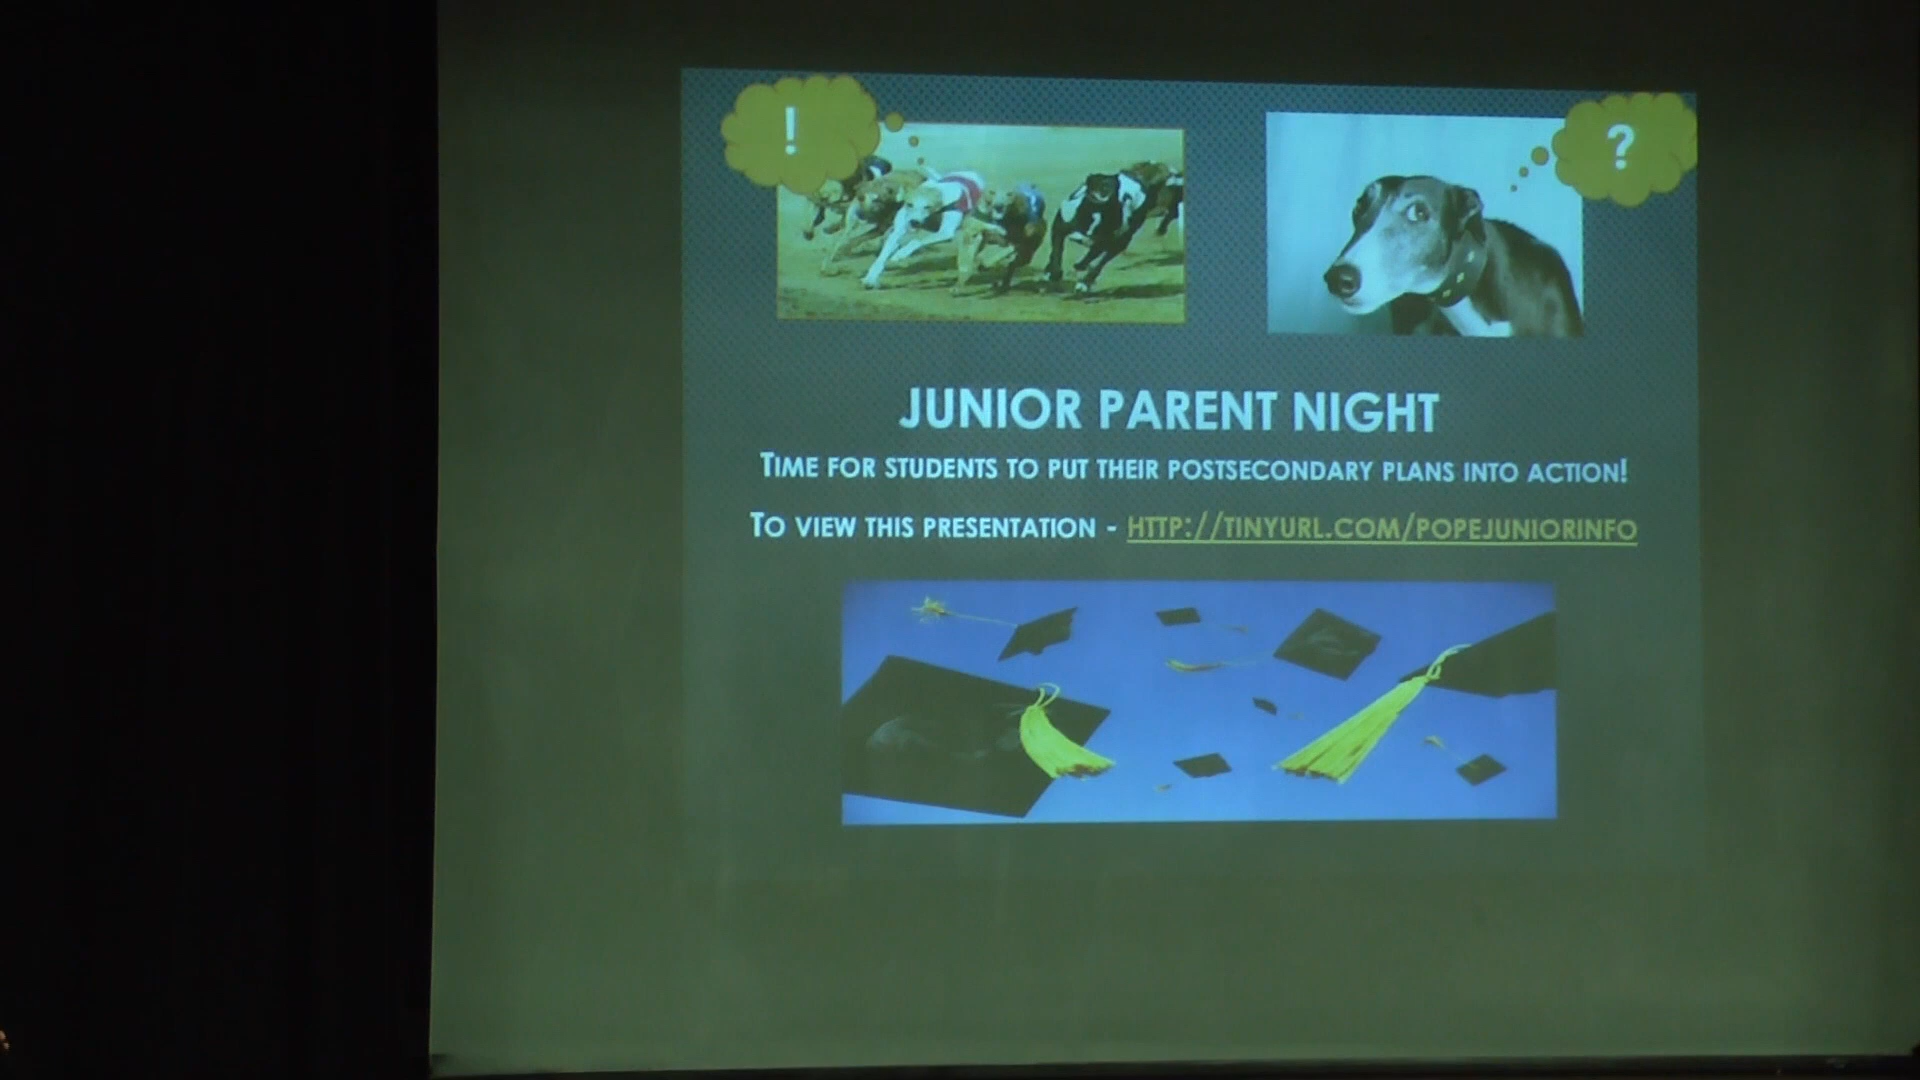 !
?
JUNIOR PARENT NIGHT
TIME FOR STUDENTS TO PUT THEIR POSTSECONDARY PLANS INTO ACTION!
TO VIEW THIS PRESENTATION - HTTP://TINYURL.COM/POPEJUNIORINFO
1